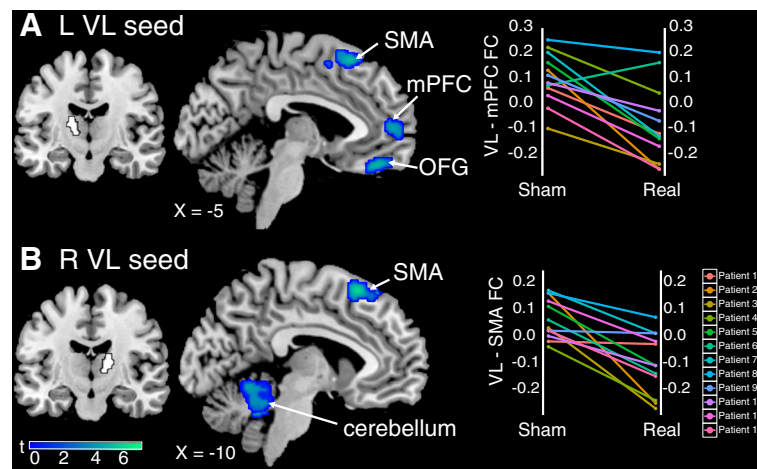 A L VL seed
SMA
mPFC
OFG
X = -5
VL - mPFC FC
0.3
0.2
0.1
0.0
-0.1
-0.2
0.3
0.2
0.1
0.0
-0.1
-0.2
Sham
Real
B R VL seed
SMA
cerebellum
X = -10
t
0 2 4 6
VL - SMA FC
0.2
0.1
0.0
-0.1
-0.2
0.2
0.1
0.0
-0.1
-0.2
Sham
Real
Patient 1
Patient 2
Patient 3
Patient 4
Patient 5
Patient 6
Patient 7
Patient 8
Patient 9
Patient 1
Patient 1
Patient 1